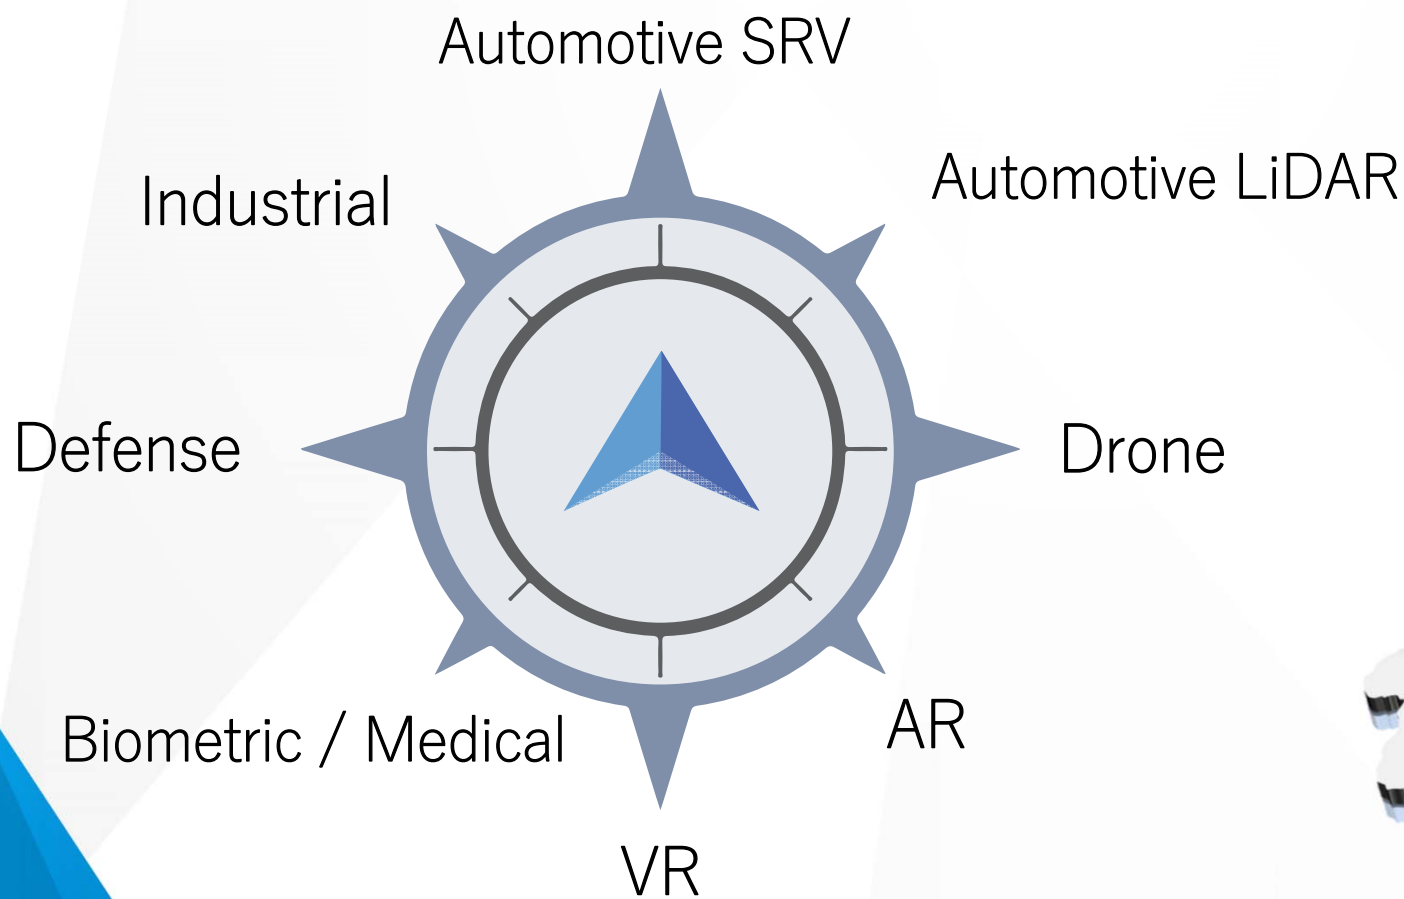 Automotive SRV
Automotive LiDAR
Industrial
Defense
Drone
Biometric / Medical
AR
VR